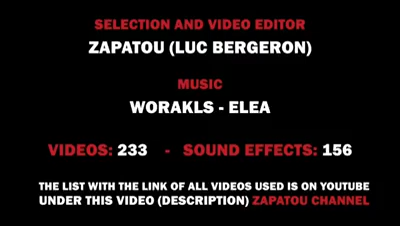 SELECTION AND VIDEO EDITOR
ZAPATOU (LUC BERGERON)
MUSIC
WORAKLS - ELEA
VIDEOS: 233 - SOUND EFFECTS: 156
THE LIST WITH THE LINK OF ALL VIDEOS USED IS ON YOUTUBE
UNDER THIS VIDEO (DESCRIPTION) ZAPATOU CHANNEL